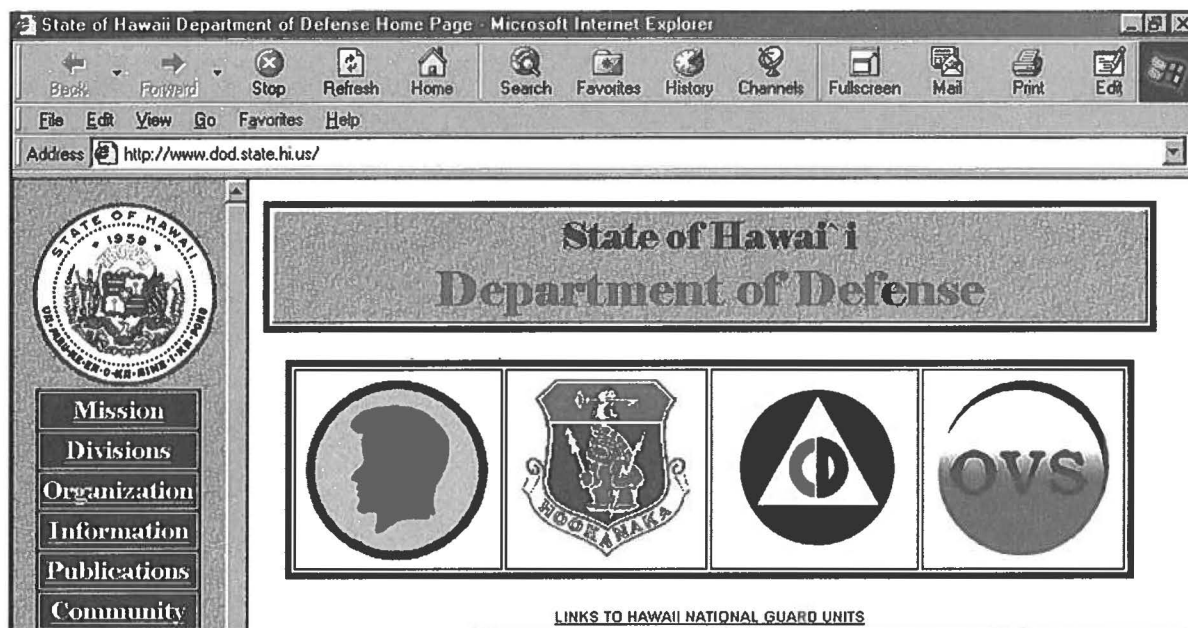 State of Hawaii Department of Defense Home Page - Microsoft Internet Explorer
Back Forward Stop Refresh Home Search Favorites History Channels Fullscreen Mail Print Edit
File Edit View Go Favorites Help
Address http://www.dod.state.hi.us/
STATE OF HAWAII
1959
State of Hawai`i
Department of Defense
Mission
Divisions
Organization
Information
Publications
Community
HOOKANAKA
CD
OVS
LINKS TO HAWAII NATIONAL GUARD UNITS